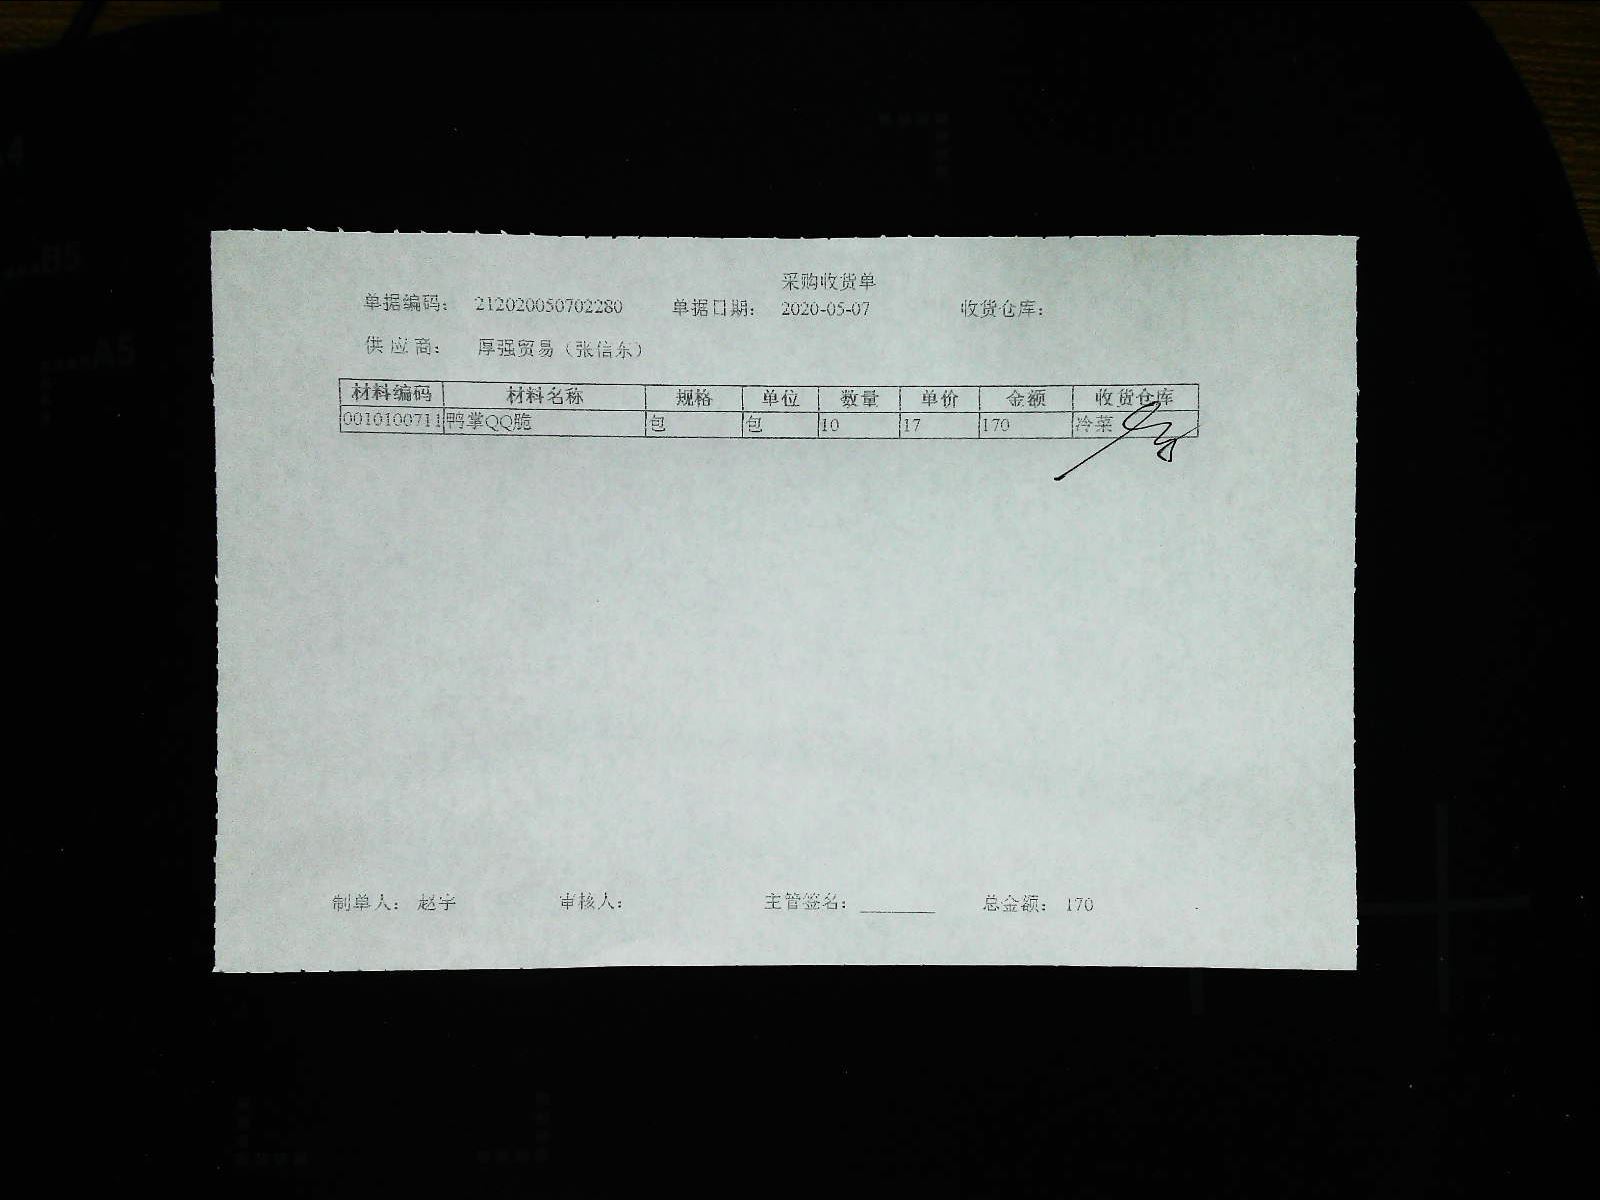 采购收货单
单据编码： 212020050702280 单据日期： 2020-05-07 收货仓库：
供应商： 厚强贸易（张信东）
材料编码 材料名称 规格 单位 数量 单价 金额 收货仓库
0010100711 鸭掌QQ脆 包 包 10 17 170 冷菜
制单人： 赵宇 审核人： 主管签名： 总金额： 170
A5
B5